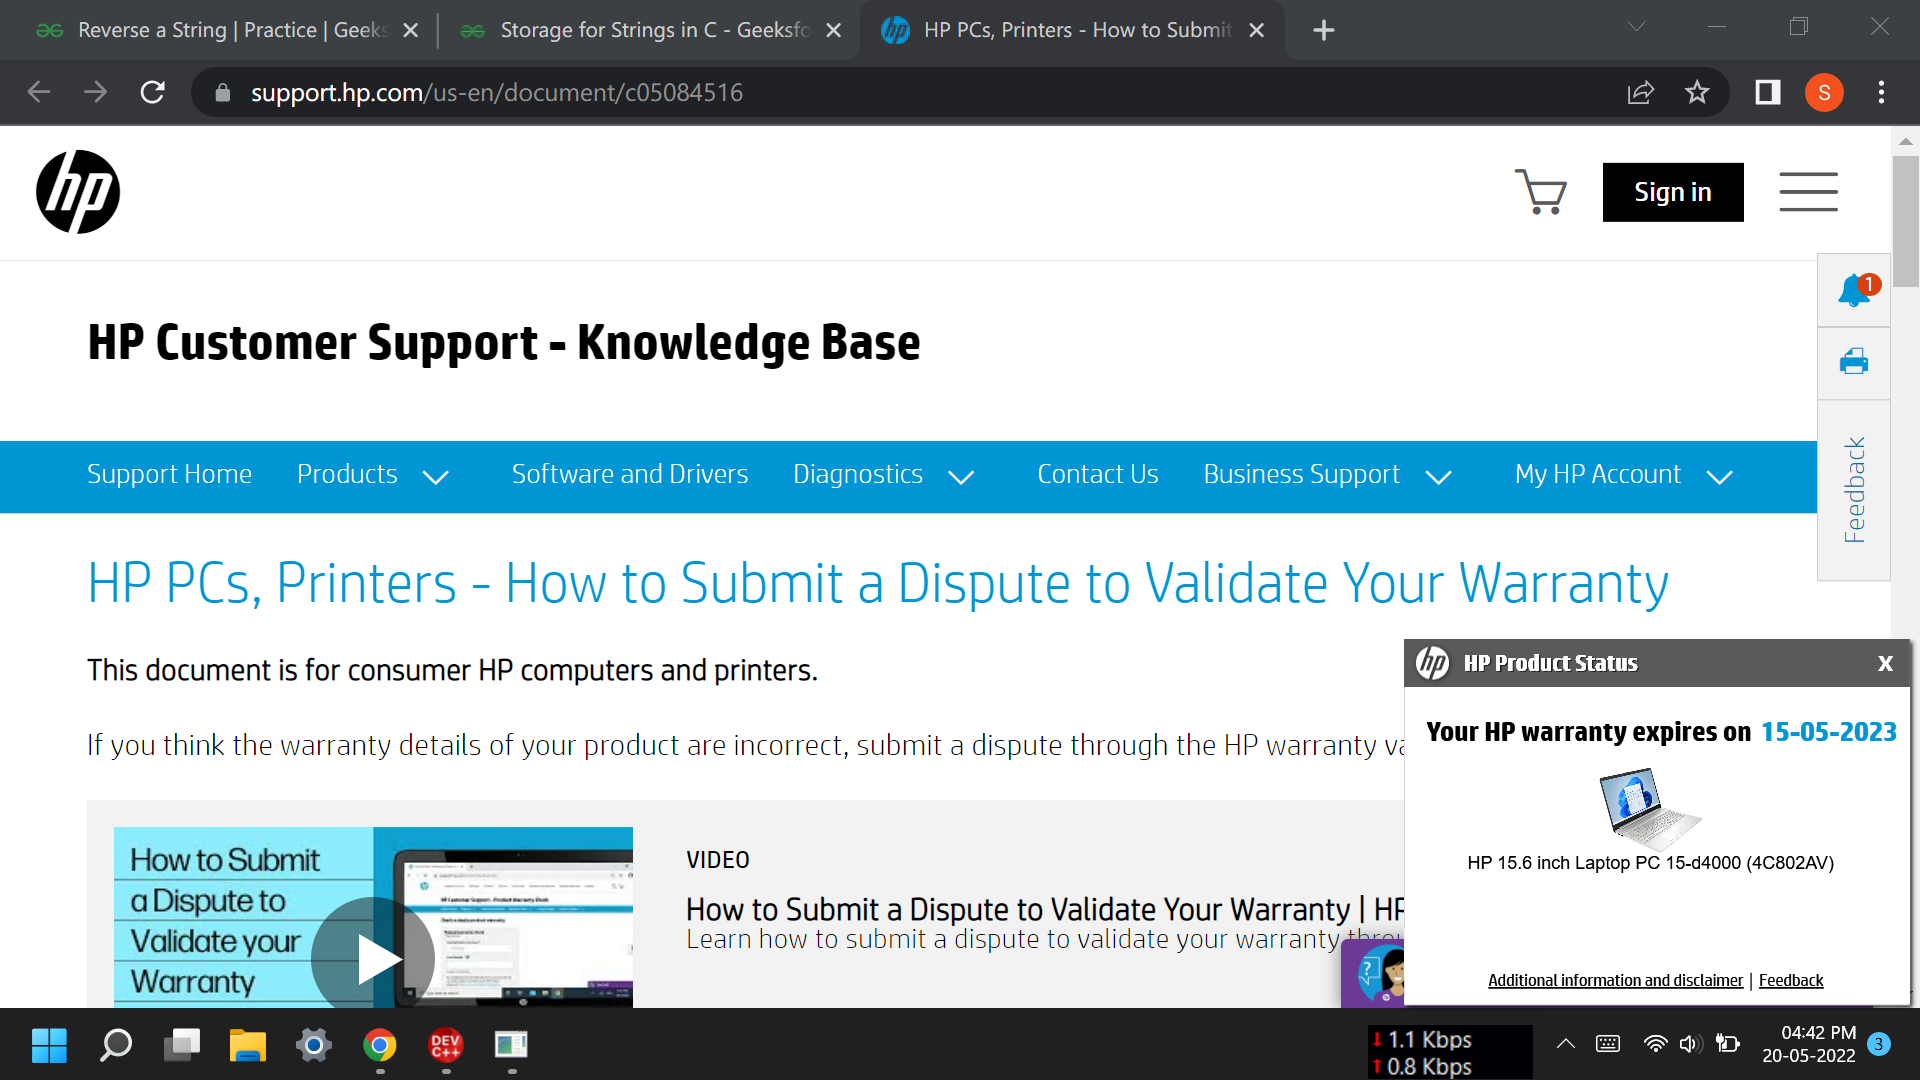 Reverse a String | Practice | Geeks
Storage for Strings in C - Geeksfo
HP PCs, Printers - How to Submit
support.hp.com/us-en/document/c05084516
S
hp
Sign in
1
HP Customer Support - Knowledge Base
Support Home Products Software and Drivers Diagnostics Contact Us Business Support My HP Account
Feedback
HP PCs, Printers - How to Submit a Dispute to Validate Your Warranty
This document is for consumer HP computers and printers.
If you think the warranty details of your product are incorrect, submit a dispute through the HP warranty va
How to Submit
a Dispute to
Validate your
Warranty
VIDEO
How to Submit a Dispute to Validate Your Warranty | HP
Learn how to submit a dispute to validate your warranty throu
hp HP Product Status X
Your HP warranty expires on 15-05-2023
HP 15.6 inch Laptop PC 15-d4000 (4C802AV)
Additional information and disclaimer | Feedback
DEV
C++
1.1 Kbps
0.8 Kbps
04:42 PM
20-05-2022
3